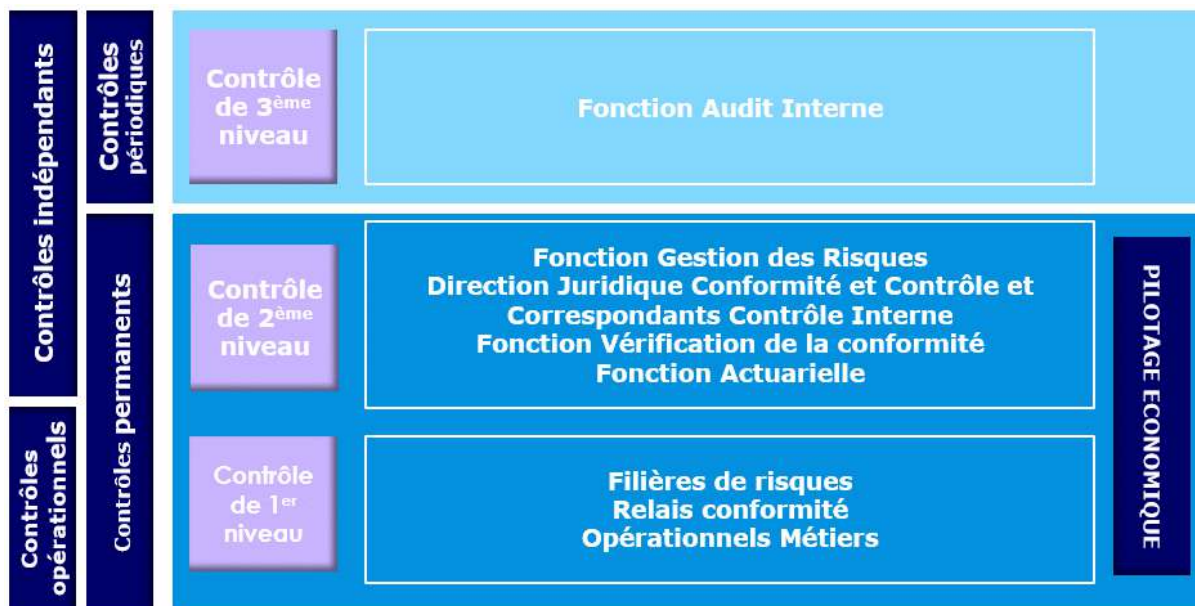 Contrôles indépendants
Contrôles
périodiques
Contrôle
de 3ème
niveau
Fonction Audit Interne
Contrôles permanents
Contrôle
de 2ème
niveau
Fonction Gestion des Risques
Direction Juridique Conformité et Contrôle et
Correspondants Contrôle Interne
Fonction Vérification de la conformité
Fonction Actuarielle
PILOTAGE ECONOMIQUE
Contrôles
opérationnels
Contrôle
de 1er
niveau
Filières de risques
Relais conformité
Opérationnels Métiers